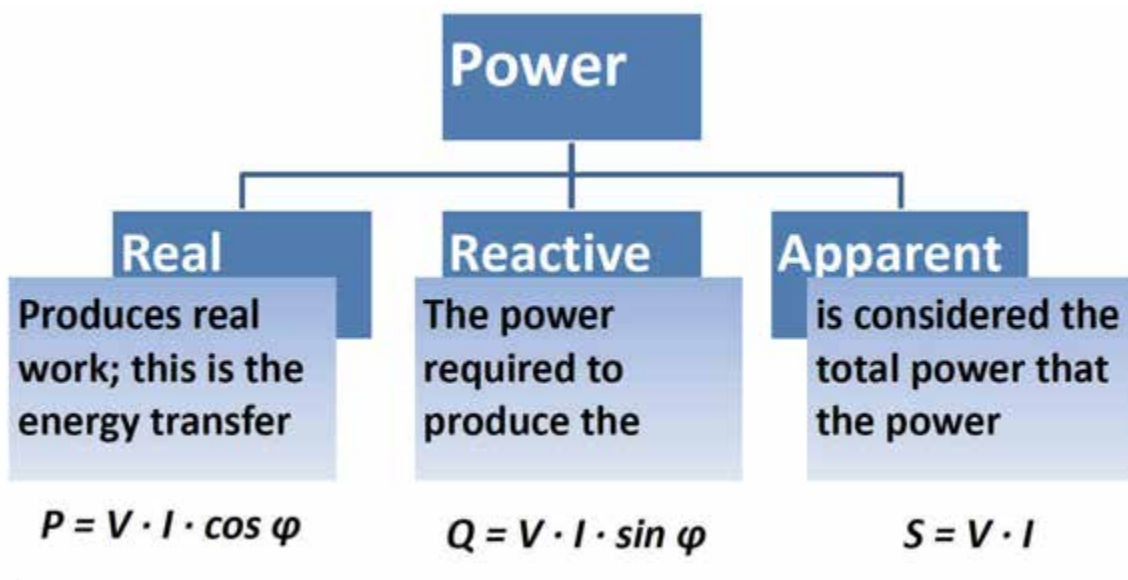 Power
Real
Produces real
work; this is the
energy transfer
P = V · I · cos φ
Reactive
The power
required to
produce the
Q = V · I · sin φ
Apparent
is considered the
total power that
the power
S = V · I